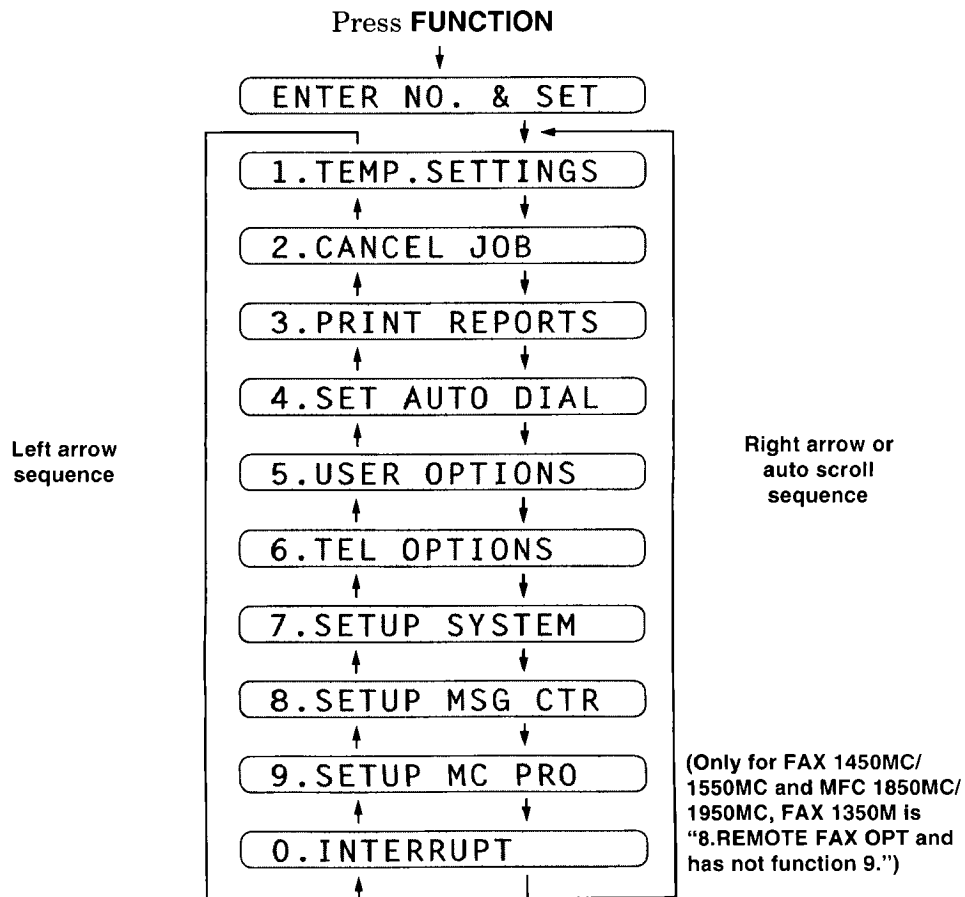 Press FUNCTION
ENTER NO. & SET
1.TEMP.SETTINGS
2.CANCEL JOB
3.PRINT REPORTS
4.SET AUTO DIAL
Left arrow
sequence
5.USER OPTIONS
Right arrow or
auto scroll
sequence
6.TEL OPTIONS
7.SETUP SYSTEM
8.SETUP MSG CTR
9.SETUP MC PRO
(Only for FAX 1450MC/
1550MC and MFC 1850MC/
1950MC, FAX 1350M is
“8.REMOTE FAX OPT and
has not function 9.”)
0.INTERRUPT